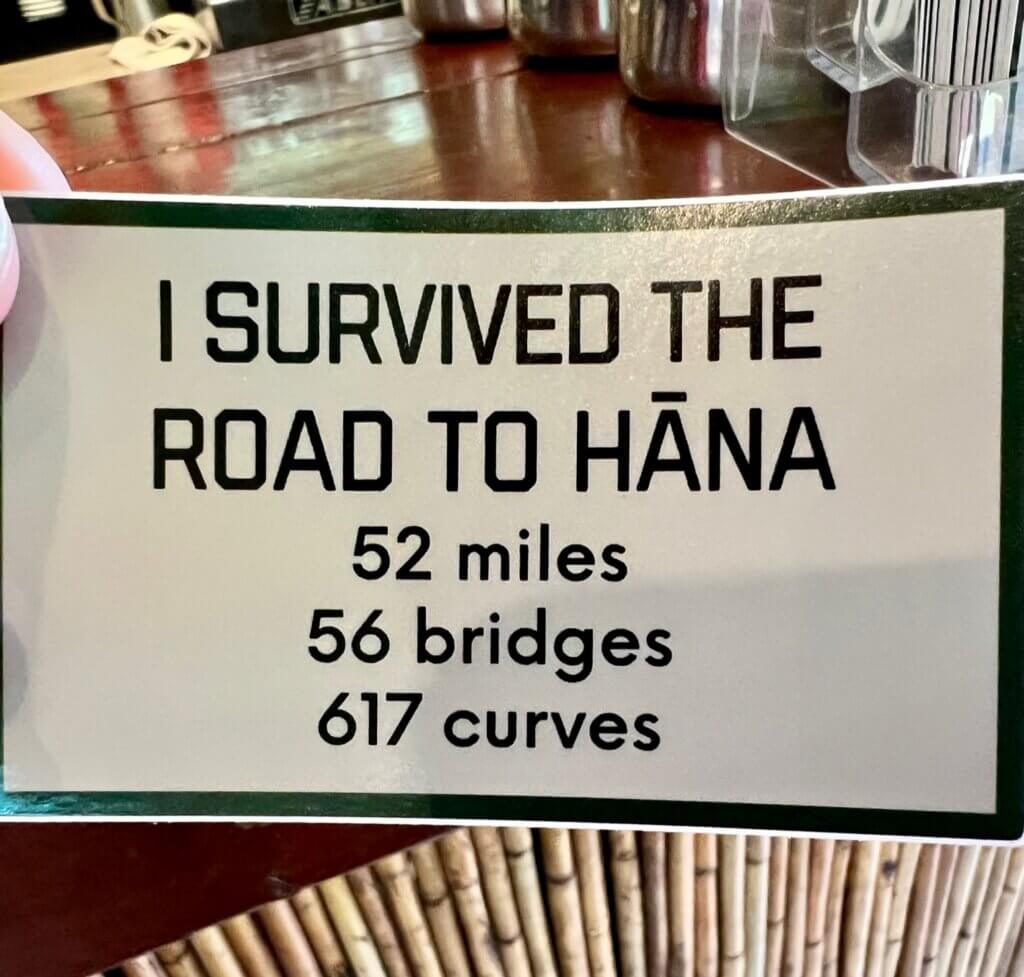 I SURVIVED THE
ROAD TO HĀNA
52 miles
56 bridges
617 curves